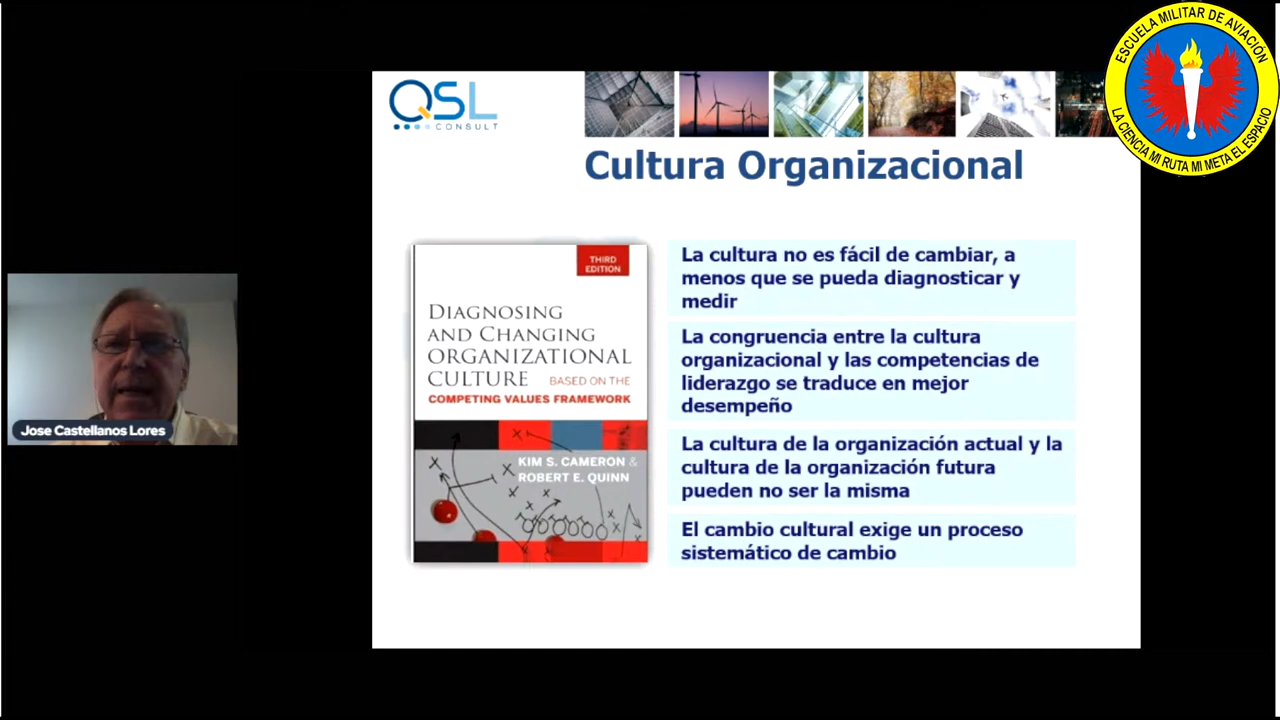 ESCUELA MILITAR DE AVIACIÓN
LA CIENCIA MI RUTA MI META EL ESPACIO
QSL
CONSULT
Cultura Organizacional
THIRD
EDITION
DIAGNOSING
AND CHANGING
ORGANIZATIONAL
CULTURE BASED ON THE
COMPETING VALUES FRAMEWORK
KIM S. CAMERON &
ROBERT E. QUINN
La cultura no es fácil de cambiar, a
menos que se pueda diagnosticar y
medir
La congruencia entre la cultura
organizacional y las competencias de
liderazgo se traduce en mejor
desempeño
La cultura de la organización actual y la
cultura de la organización futura
pueden no ser la misma
El cambio cultural exige un proceso
sistemático de cambio
Jose Castellanos Lores